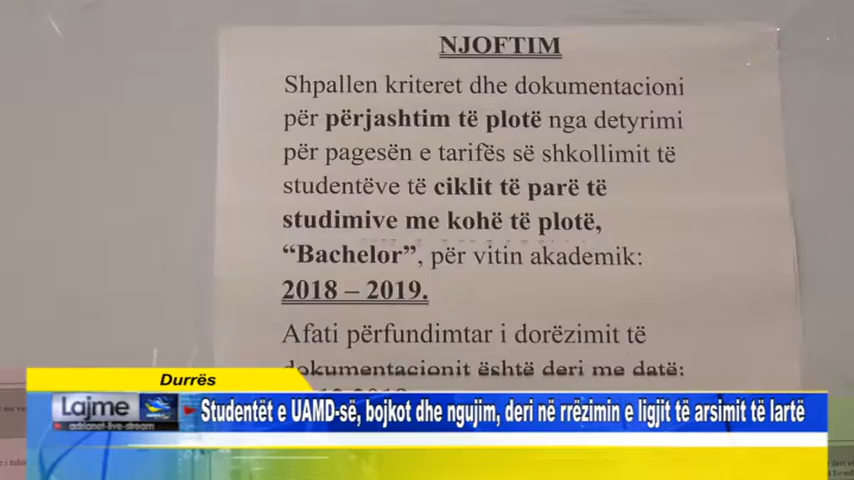 NJOFTIM
Shpallen kriteret dhe dokumentacioni
për përjashtim të plotë nga detyrimi
për pagesën e tarifës së shkollimit të
studentëve të ciklit të parë të
studimive me kohë të plotë,
“Bachelor”, për vitin akademik:
2018 – 2019.
Afati përfundimtar i dorëzimit të
dokumentacionit është deri me datë:
Durrës
Lajme
adrianet-live-stream
Studentët e UAMD-së, bojkot dhe ngujim, deri në rrëzimin e ligjit të arsimit të lartë